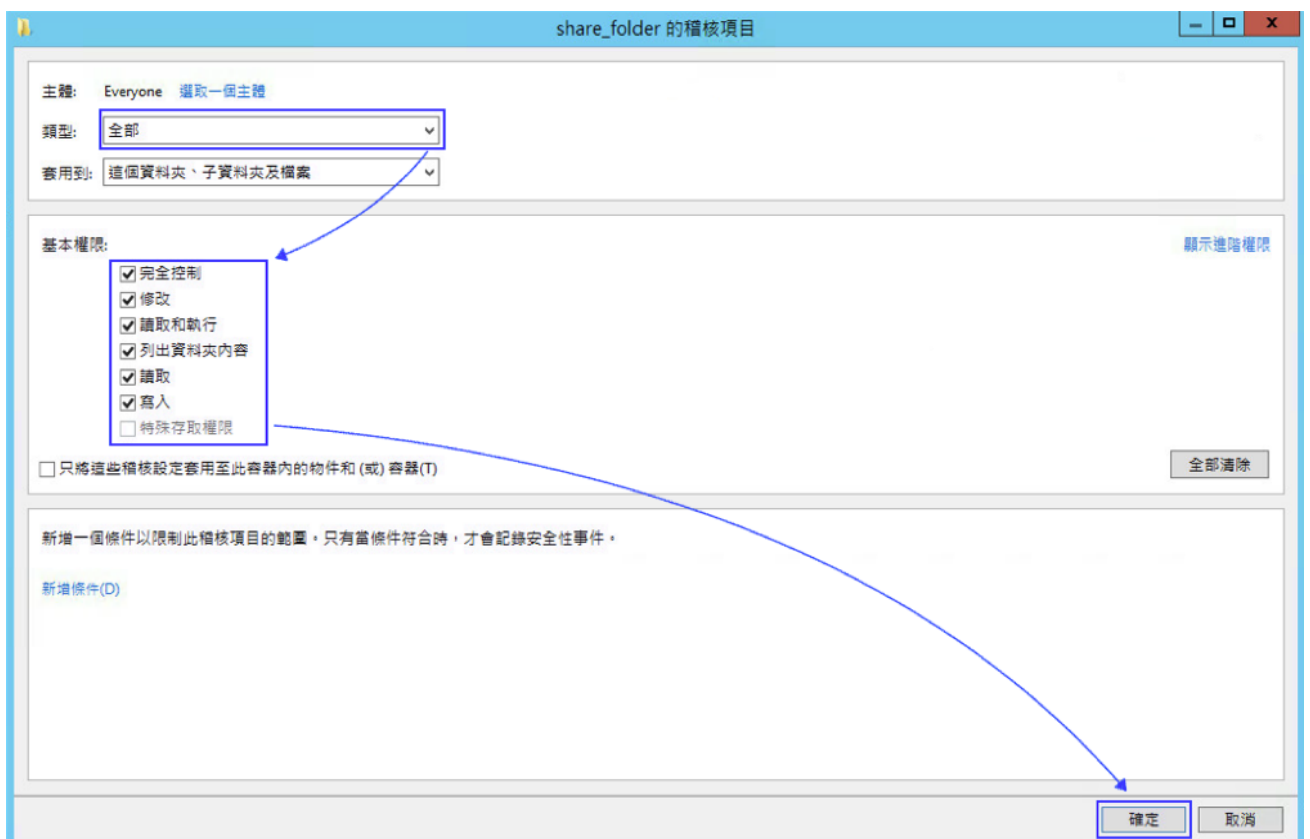 share_folder 的稽核項目
主體: Everyone 選取一個主體
類型: 全部
套用到: 這個資料夾、子資料夾及檔案
基本權限:
顯示進階權限
完全控制
修改
讀取和執行
列出資料夾內容
讀取
寫入
特殊存取權限
只將這些稽核設定套用至此容器內的物件和 (或) 容器(T)
全部清除
新增一個條件以限制此稽核項目的範圍。只有當條件符合時，才會記錄安全性事件。
新增條件(D)
確定
取消